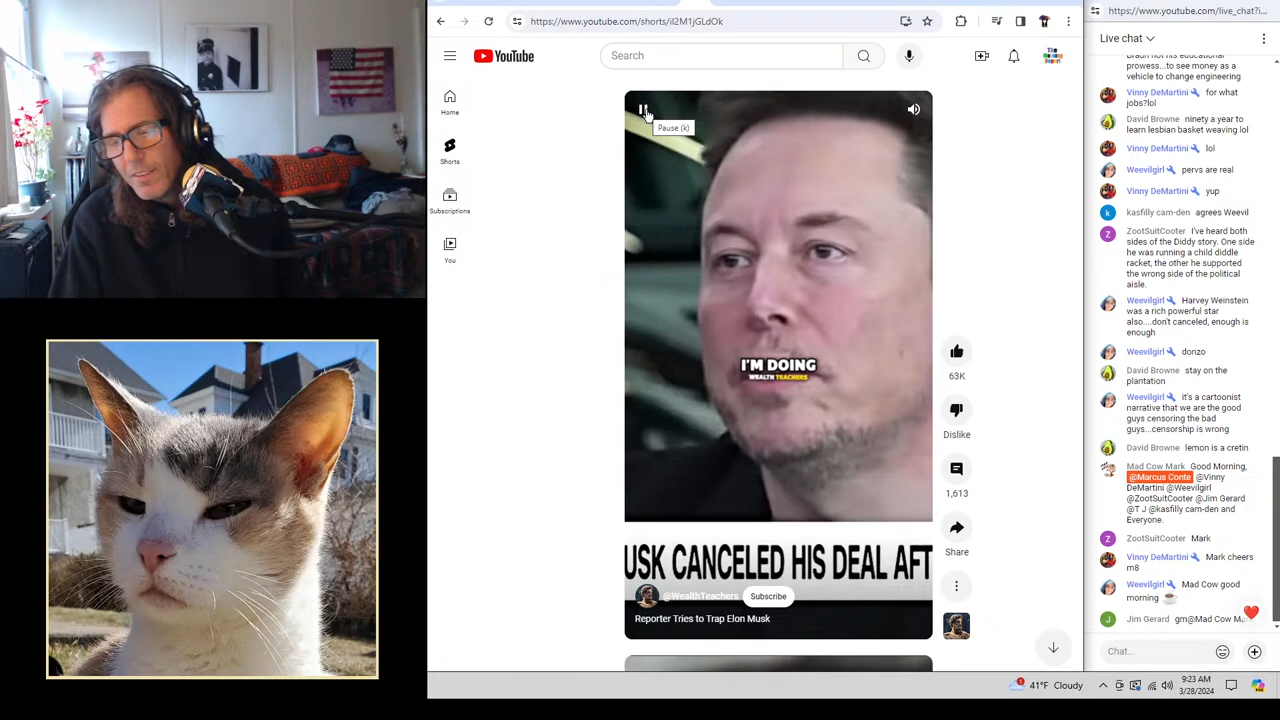 https://www.youtube.com/shorts/iI2M1jGLdOk
YouTube
Search
Home
Shorts
Subscriptions
You
Pause (k)
I'M DOING
WEALTH TEACHERS
USK CANCELED HIS DEAL AFT
@WealthTeachers
Subscribe
Reporter Tries to Trap Elon Musk
63K
Dislike
1,613
Share
https://www.youtube.com/live_chat?i...
Live chat
prowess...to see money as a
vehicle to change engineering
Vinny DeMartini for what
jobs?lol
David Browne ninety a year to
learn lesbian basket weaving lol
Vinny DeMartini lol
Weevilgirl pervs are real
Vinny DeMartini yup
k
kasfilly cam-den agrees Weevil
Z
ZootSuitCooter I've heard both
sides of the Diddy story. One side
he was running a child diddle
racket, the other he supported
the wrong side of the political
aisle.
Weevilgirl Harvey Weinstein
was a rich powerful star
also....don't canceled, enough is
enough
Weevilgirl donzo
David Browne stay on the
plantation
Weevilgirl it's a cartoonist
narrative that we are the good
guys censoring the bad
guys...censorship is wrong
David Browne lemon is a cretin
Mad Cow Mark Good Morning,
@Marcus Conte @Vinny
DeMartini @Weevilgirl
@ZootSuitCooter @Jim Gerard
@T J @kasfilly cam-den and
Everyone.
Z
ZootSuitCooter Mark
Vinny DeMartini Mark cheers
m8
Weevilgirl Mad Cow good
morning
J
Jim Gerard gm@Mad Cow
Chat...
41°F Cloudy
9:23 AM
3/28/2024